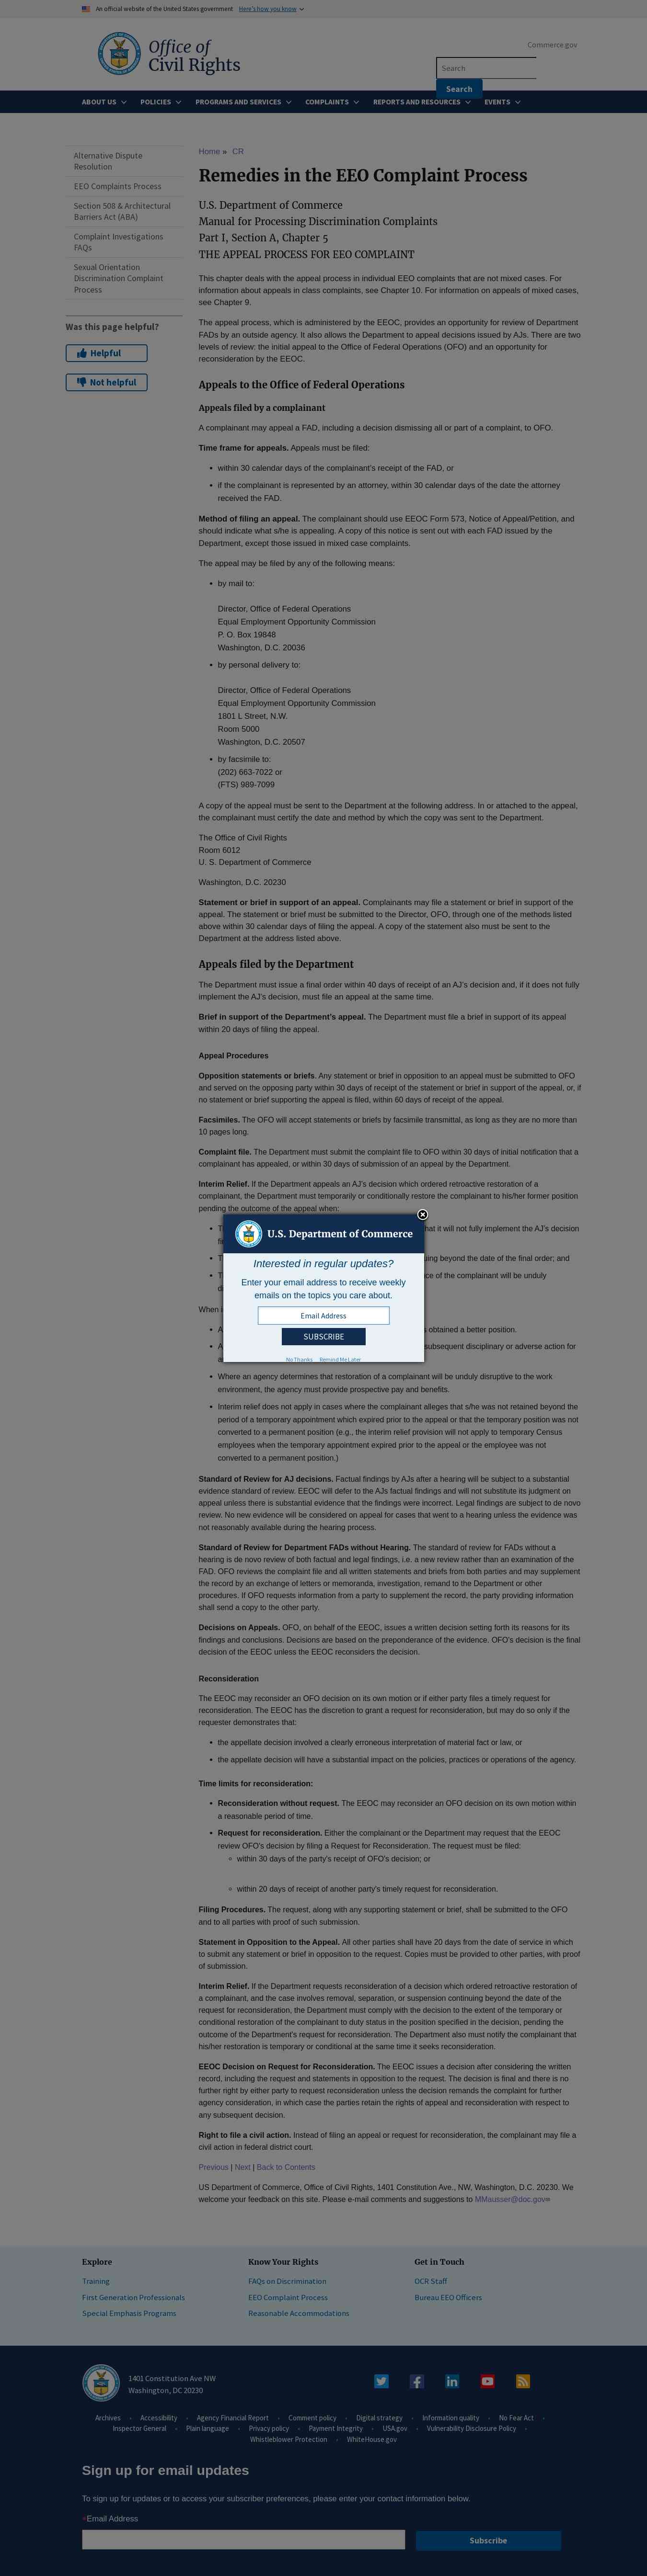 An official website of the United States government Here's how you know
Office of
Civil Rights
Commerce.gov
Search
Search
ABOUT US
POLICIES
PROGRAMS AND SERVICES
COMPLAINTS
REPORTS AND RESOURCES
EVENTS
Alternative Dispute
Resolution
EEO Complaints Process
Section 508 & Architectural
Barriers Act (ABA)
Complaint Investigations
FAQs
Sexual Orientation
Discrimination Complaint
Process
Was this page helpful?
Helpful
Not helpful
Home » CR
Remedies in the EEO Complaint Process
U.S. Department of Commerce
Manual for Processing Discrimination Complaints
Part I, Section A, Chapter 5
THE APPEAL PROCESS FOR EEO COMPLAINT
This chapter deals with the appeal process in individual EEO complaints that are not mixed cases. For
information about appeals in class complaints, see Chapter 10. For information on appeals of mixed cases,
see Chapter 9.
The appeal process, which is administered by the EEOC, provides an opportunity for review of Department
FADs by an outside agency. It also allows the Department to appeal decisions issued by AJs. There are two
levels of review; the initial appeal to the Office of Federal Operations (OFO) and an opportunity for
reconsideration by the EEOC.
Appeals to the Office of Federal Operations
Appeals filed by a complainant
A complainant may appeal a FAD, including a decision dismissing all or part of a complaint, to OFO.
Time frame for appeals. Appeals must be filed:
• within 30 calendar days of the complainant's receipt of the FAD, or
• if the complainant is represented by an attorney, within 30 calendar days of the date the attorney
received the FAD.
Method of filing an appeal. The complainant should use EEOC Form 573, Notice of Appeal/Petition, and
should indicate what s/he is appealing. A copy of this notice is sent out with each FAD issued by the
Department, except those issued in mixed case complaints.
The appeal may be filed by any of the following means:
• by mail to:
Director, Office of Federal Operations
Equal Employment Opportunity Commission
P. O. Box 19848
Washington, D.C. 20036
• by personal delivery to:
Director, Office of Federal Operations
Equal Employment Opportunity Commission
1801 L Street, N.W.
Room 5000
Washington, D.C. 20507
• by facsimile to:
(202) 663-7022 or
(FTS) 989-7099
A copy of the appeal must be sent to the Department at the following address. In or attached to the appeal,
the complainant must certify the date and method by which the copy was sent to the Department.
The Office of Civil Rights
Room 6012
U. S. Department of Commerce
Washington, D.C. 20230
Statement or brief in support of an appeal. Complainants may file a statement or brief in support of the
appeal. The statement or brief must be submitted to the Director, OFO, through one of the methods listed
above, within 30 calendar days of filing the appeal. A copy of the statement also must be sent to the
Department at the address listed above.
Appeals filed by the Department
The Department must issue a final order within 40 days of receipt of an AJ's decision and, if it does not fully
implement the AJ's decision, must file an appeal at the same time.
Brief in support of the Department's appeal. The Department must file a brief in support of its appeal
within 20 days of filing the appeal.
Appeal Procedures
Opposition statements or briefs. Any statement or brief in opposition to an appeal must be submitted to OFO
and served on the opposing party within 30 days of receipt of the statement or brief in support of the appeal, or, if
no statement or brief supporting the appeal is filed, within 60 days of receipt of the appeal.
Facsimiles. The OFO will accept statements or briefs by facsimile transmittal, as long as they are no more than
10 pages long.
Complaint file. The Department must submit the complaint file to OFO within 30 days of initial notification that a
complainant has appealed, or within 30 days of submission of an appeal by the Department.
Interim Relief. If the Department appeals an AJ's decision which ordered retroactive restoration of a
complainant, and the Department must temporarily or conditionally restore the complainant to his/her former position
pending the outcome of the appeal when:
that it will not fully implement the AJ's decision
U.S. Department of Commerce
Interested in regular updates?
Enter your email address to receive weekly
emails on the topics you care about.
Email Address
SUBSCRIBE
No Thanks Remind Me Later
uing beyond the date of the final order; and
ce of the complainant will be unduly
When i
obtained a better position.
subsequent disciplinary or adverse action for
• Where an agency determines that restoration of a complainant will be unduly disruptive to the work
environment, the agency must provide prospective pay and benefits.
• Interim relief does not apply in cases where the complainant alleges that s/he was not retained beyond the
period of a temporary appointment which expired prior to the appeal or that the temporary position was not
converted to a permanent position (e.g., the interim relief provision will not apply to temporary Census
employees when the temporary appointment expired prior to the appeal or the employee was not
converted to a permanent position.)
Standard of Review for AJ decisions. Factual findings by AJs after a hearing will be subject to a substantial
evidence standard of review. EEOC will defer to the AJs factual findings and will not substitute its judgment on
appeal unless there is substantial evidence that the findings were incorrect. Legal findings are subject to de novo
review. No new evidence will be considered on appeal for cases that went to a hearing unless the evidence was
not reasonably available during the hearing process.
Standard of Review for Department FADs without Hearing. The standard of review for FADs without a
hearing is de novo review of both factual and legal findings, i.e. a new review rather than an examination of the
FAD. OFO reviews the complaint file and all written statements and briefs from both parties and may supplement
the record by an exchange of letters or memoranda, investigation, remand to the Department or other
procedures. If OFO requests information from a party to supplement the record, the party providing information
shall send a copy to the other party.
Decisions on Appeals. OFO, on behalf of the EEOC, issues a written decision setting forth its reasons for its
findings and conclusions. Decisions are based on the preponderance of the evidence. OFO's decision is the final
decision of the EEOC unless the EEOC reconsiders the decision.
Reconsideration
The EEOC may reconsider an OFO decision on its own motion or if either party files a timely request for
reconsideration. The EEOC has the discretion to grant a request for reconsideration, but may do so only if the
requester demonstrates that:
• the appellate decision involved a clearly erroneous interpretation of material fact or law, or
• the appellate decision will have a substantial impact on the policies, practices or operations of the agency.
Time limits for reconsideration:
• Reconsideration without request. The EEOC may reconsider an OFO decision on its own motion within
a reasonable period of time.
• Request for reconsideration. Either the complainant or the Department may request that the EEOC
review OFO's decision by filing a Request for Reconsideration. The request must be filed:
within 30 days of the party's receipt of OFO's decision; or
within 20 days of receipt of another party's timely request for reconsideration.
Filing Procedures. The request, along with any supporting statement or brief, shall be submitted to the OFO
and to all parties with proof of such submission.
Statement in Opposition to the Appeal. All other parties shall have 20 days from the date of service in which
to submit any statement or brief in opposition to the request. Copies must be provided to other parties, with proof
of submission.
Interim Relief. If the Department requests reconsideration of a decision which ordered retroactive restoration of
a complainant, and the case involves removal, separation, or suspension continuing beyond the date of the
request for reconsideration, the Department must comply with the decision to the extent of the temporary or
conditional restoration of the complainant to duty status in the position specified in the decision, pending the
outcome of the Department's request for reconsideration. The Department also must notify the complainant that
his/her restoration is temporary or conditional at the same time it seeks reconsideration.
EEOC Decision on Request for Reconsideration. The EEOC issues a decision after considering the written
record, including the request and statements in opposition to the request. The decision is final and there is no
further right by either party to request reconsideration unless the decision remands the complaint for further
agency consideration, in which case the parties retain the rights of appeal and reconsideration with respect to
any subsequent decision.
Right to file a civil action. Instead of filing an appeal or request for reconsideration, the complainant may file a
civil action in federal district court.
Previous | Next | Back to Contents
US Department of Commerce, Office of Civil Rights, 1401 Constitution Ave., NW, Washington, D.C. 20230. We
welcome your feedback on this site. Please e-mail comments and suggestions to MMausser@doc.gov
Explore
Training
First Generation Professionals
Special Emphasis Programs
Know Your Rights
FAQs on Discrimination
EEO Complaint Process
Reasonable Accommodations
Get in Touch
OCR Staff
Bureau EEO Officers
1401 Constitution Ave NW
Washington, DC 20230
Archives
Accessibility
Agency Financial Report
Comment policy
Digital strategy
Information quality
No Fear Act
Inspector General
Plain language
Privacy policy
Payment Integrity
USA.gov
Vulnerability Disclosure Policy
Whistleblower Protection
WhiteHouse.gov
Sign up for email updates
To sign up for updates or to access your subscriber preferences, please enter your contact information below.
*Email Address
Subscribe